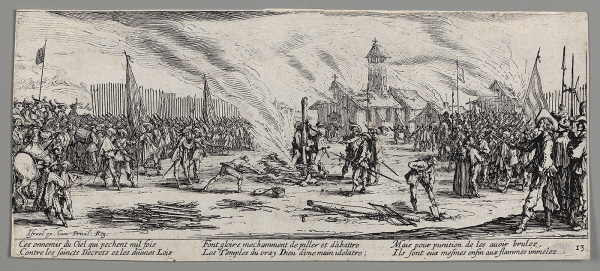 Israel ex. Cum Privil. Reg.
Ces ennemis du Ciel qui pechent mil fois
Contre les saincts Decrets et les diuines Loix
Font gloire mechamment de piller et d'abattre
Les Temples du vray Dieu d'une main idolatre;
Mais pour punition de les auoir brulez,
Ils sont eux mesmes enfin aux flammes immolez.
13